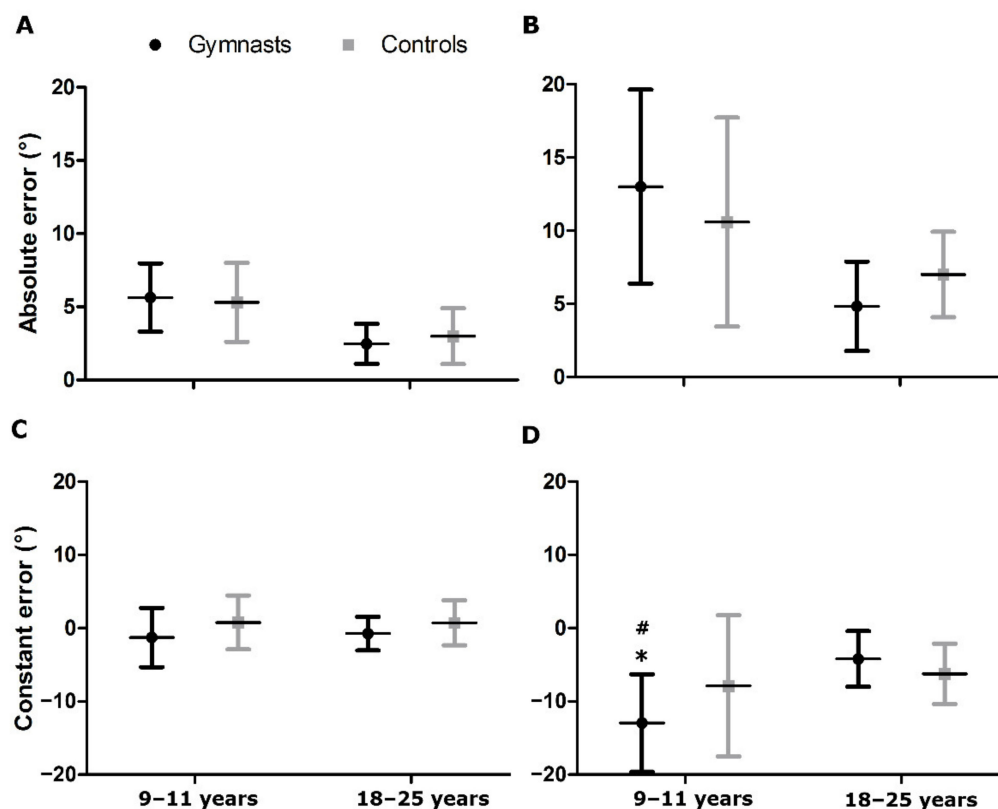 A
Gymnasts
Controls
B
Absolute error (°)
20
15
10
5
0
20
15
10
5
0
C
D
Constant error (°)
20
10
0
−10
−20
20
10
0
−10
−20
#
*
9–11 years
18–25 years
9–11 years
18–25 years